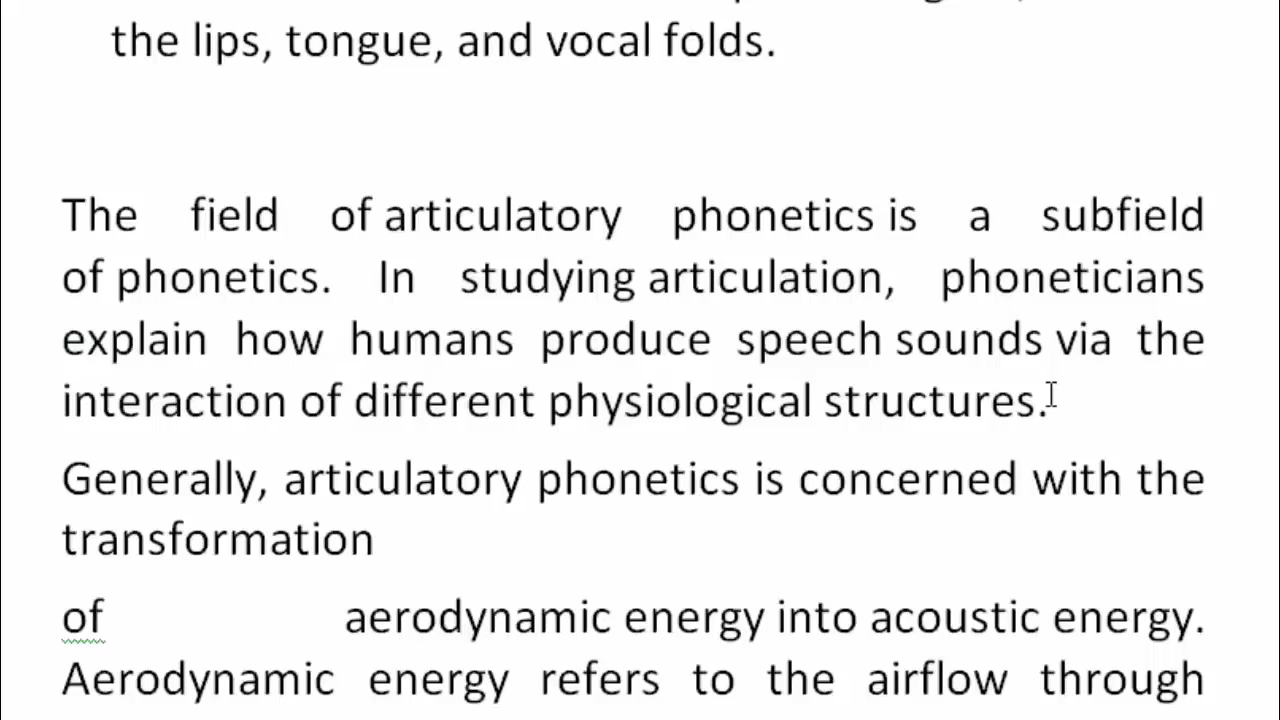 the lips, tongue, and vocal folds.
The field of articulatory phonetics is a subfield
of phonetics. In studying articulation, phoneticians
explain how humans produce speech sounds via the
interaction of different physiological structures.
Generally, articulatory phonetics is concerned with the
transformation
of aerodynamic energy into acoustic energy.
Aerodynamic energy refers to the airflow through